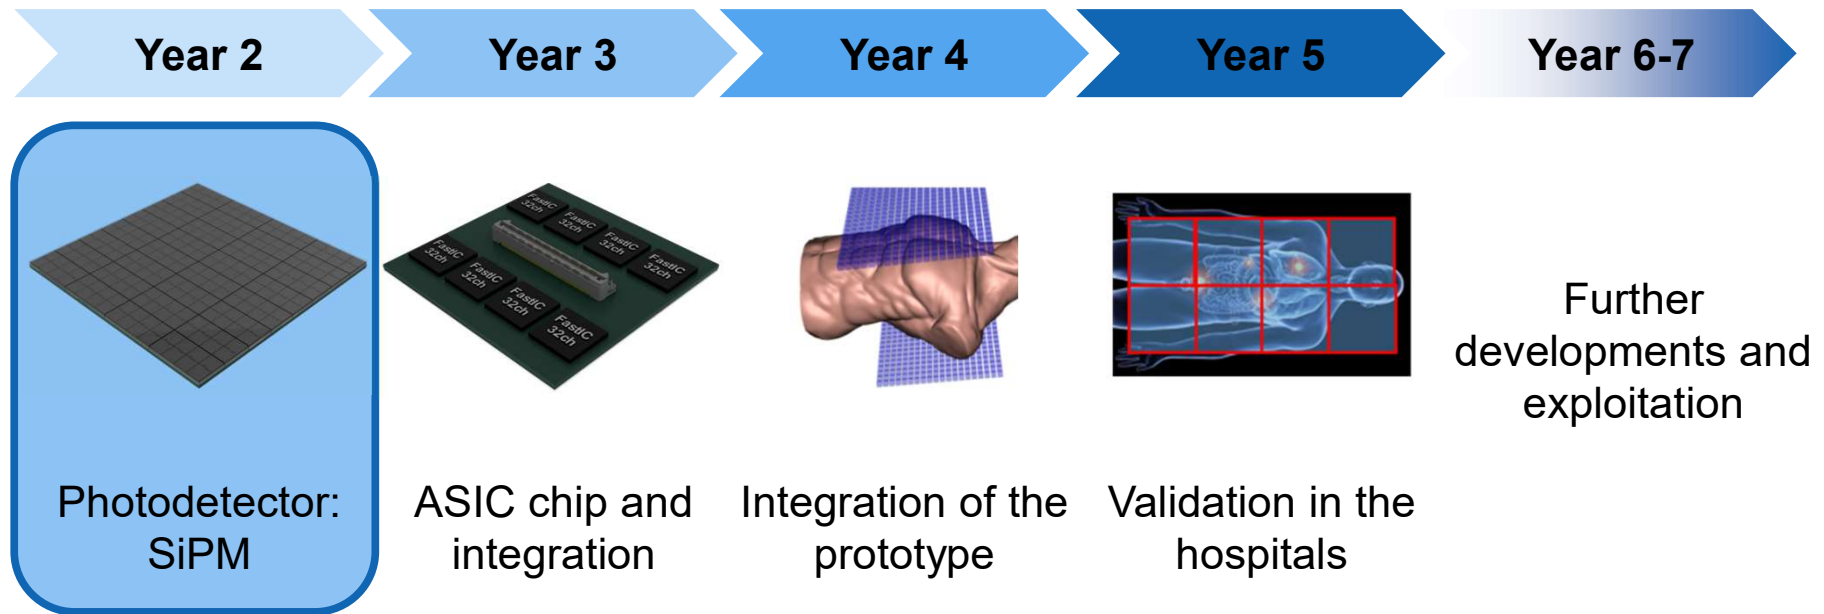 Year 2
Year 3
Year 4
Year 5
Year 6-7
FastIC
32ch
FastIC
32ch
FastIC
32ch
FastIC
32ch
FastIC
32ch
FastIC
32ch
FastIC
32ch
FastIC
32ch
Further
developments and
exploitation
Photodetector:
SiPM
ASIC chip and
integration
Integration of the
prototype
Validation in the
hospitals